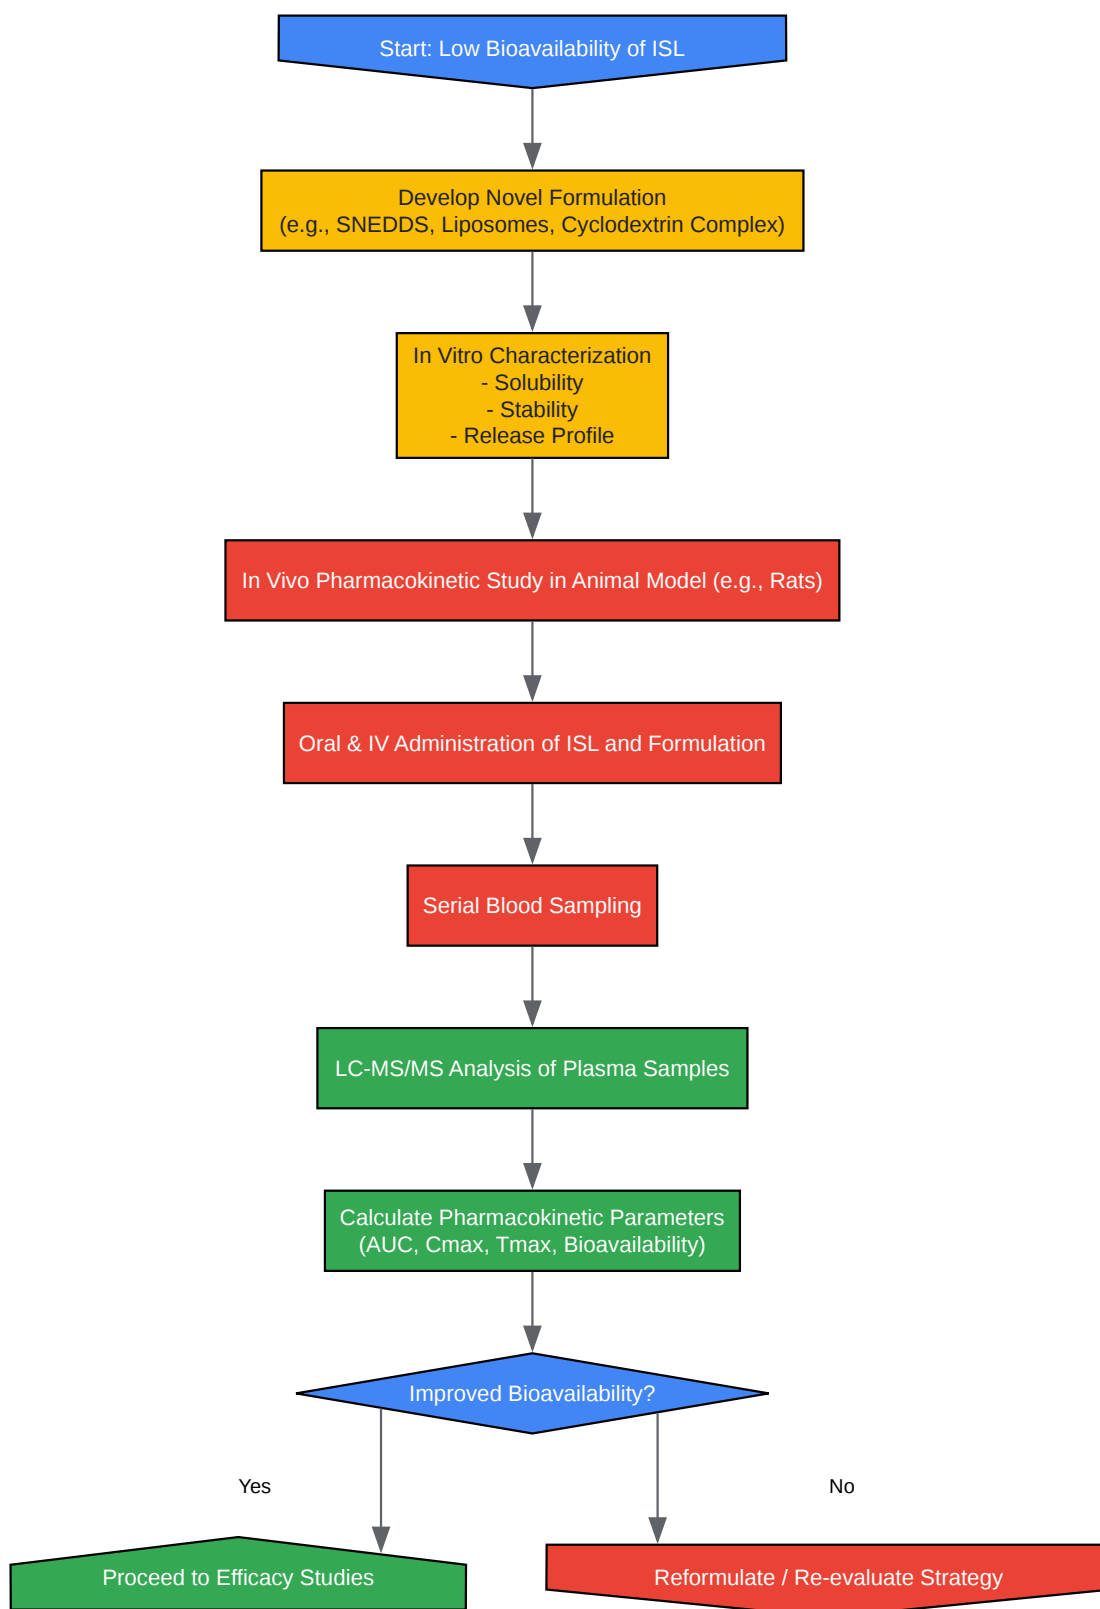 Start: Low Bioavailability of ISL
Develop Novel Formulation
(e.g., SNEDDS, Liposomes, Cyclodextrin Complex)
In Vitro Characterization
- Solubility
- Stability
- Release Profile
In Vivo Pharmacokinetic Study in Animal Model (e.g., Rats)
Oral & IV Administration of ISL and Formulation
Serial Blood Sampling
LC-MS/MS Analysis of Plasma Samples
Calculate Pharmacokinetic Parameters
(AUC, Cmax, Tmax, Bioavailability)
Improved Bioavailability?
Yes
No
Proceed to Efficacy Studies
Reformulate / Re-evaluate Strategy